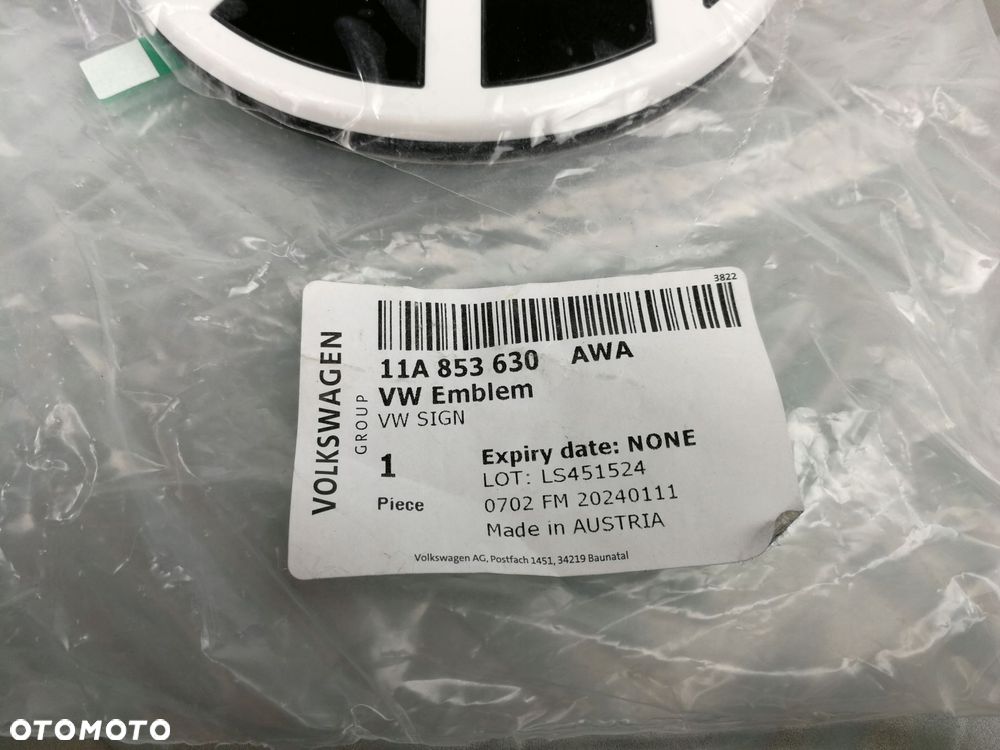 3822
11A 853 630 AWA
VW Emblem
VW SIGN
VOLKSWAGEN
GROUP
1
Piece
Expiry date: NONE
LOT: LS451524
0702 FM 20240111
Made in AUSTRIA
Volkswagen AG, Postfach 1451, 34219 Baunatal
OTOMOTO